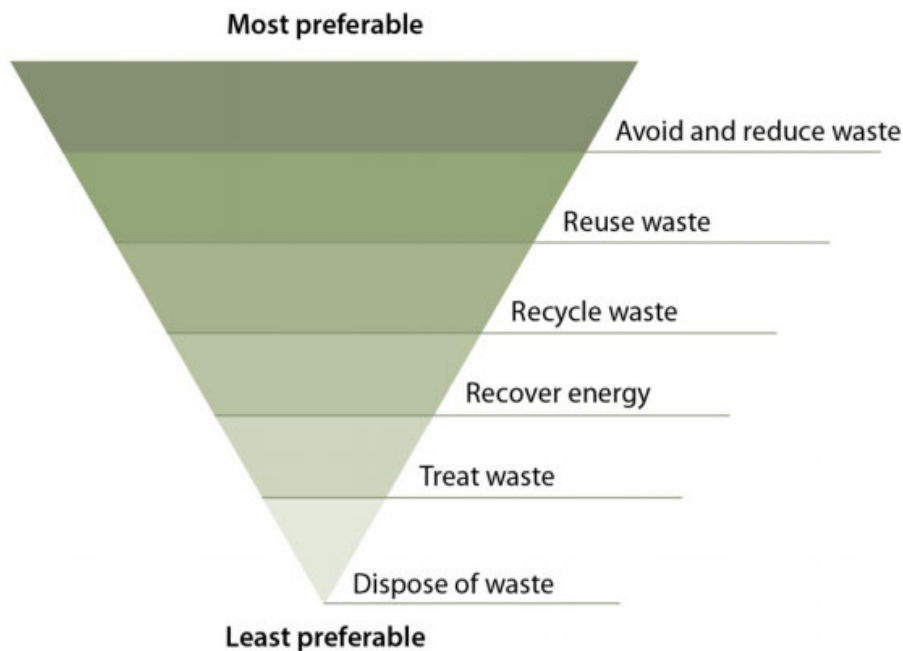 Most preferable
Avoid and reduce waste
Reuse waste
Recycle waste
Recover energy
Treat waste
Dispose of waste
Least preferable